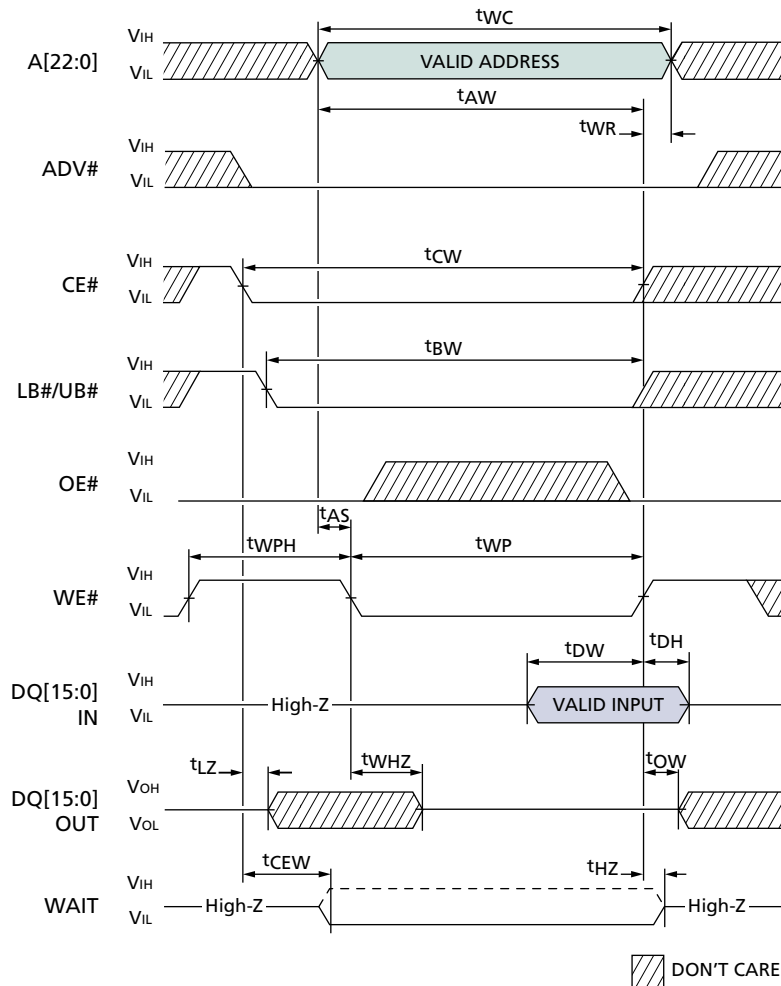 tWC
A[22:0]
VIH
VIL
VALID ADDRESS
tAW
tWR
ADV#
VIH
VIL
CE#
VIH
VIL
tCW
LB#/UB#
VIH
VIL
tBW
OE#
VIH
VIL
tAS
tWPH
tWP
WE#
VIH
VIL
tDW
tDH
DQ[15:0]
IN
VIH
VIL
High-Z
VALID INPUT
tLZ
tWHZ
tOW
DQ[15:0]
OUT
VOH
VOL
tCEW
tHZ
WAIT
VIH
VIL
High-Z
High-Z
DON'T CARE